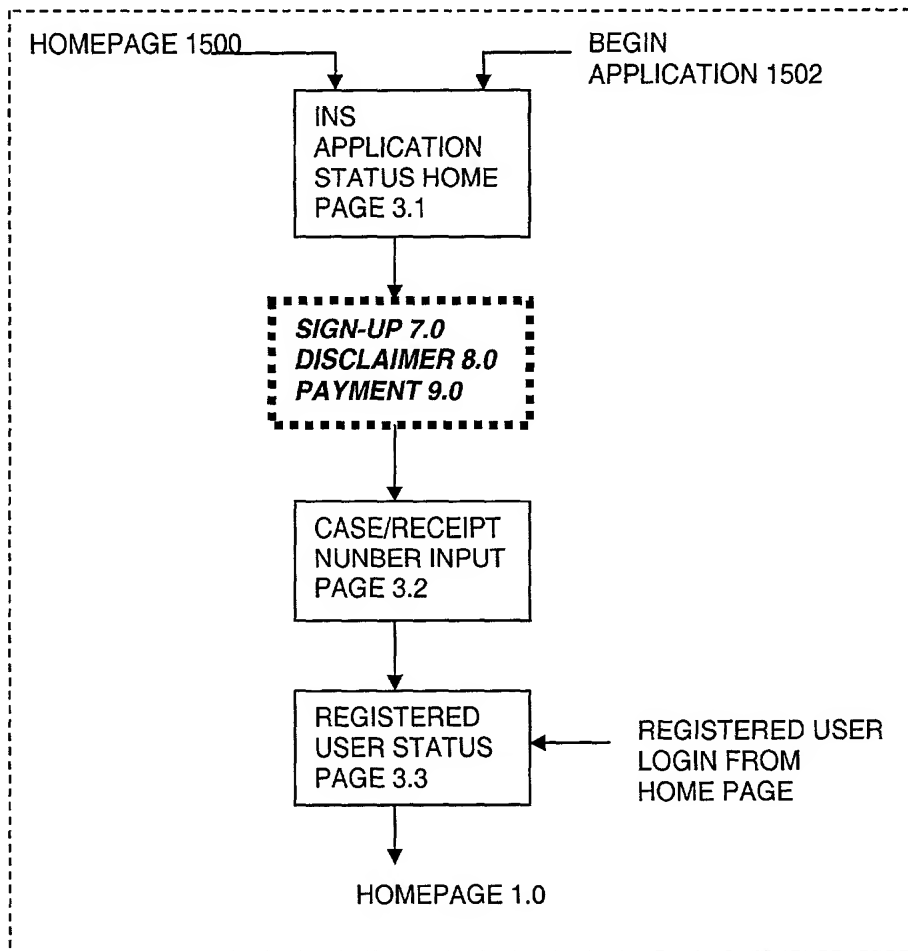 HOMEPAGE 1500
BEGIN
APPLICATION 1502
INS
APPLICATION
STATUS HOME
PAGE 3.1
SIGN-UP 7.0
DISCLAIMER 8.0
PAYMENT 9.0
CASE/RECEIPT
NUNBER INPUT
PAGE 3.2
REGISTERED
USER STATUS
PAGE 3.3
REGISTERED USER
LOGIN FROM
HOME PAGE
HOMEPAGE 1.0